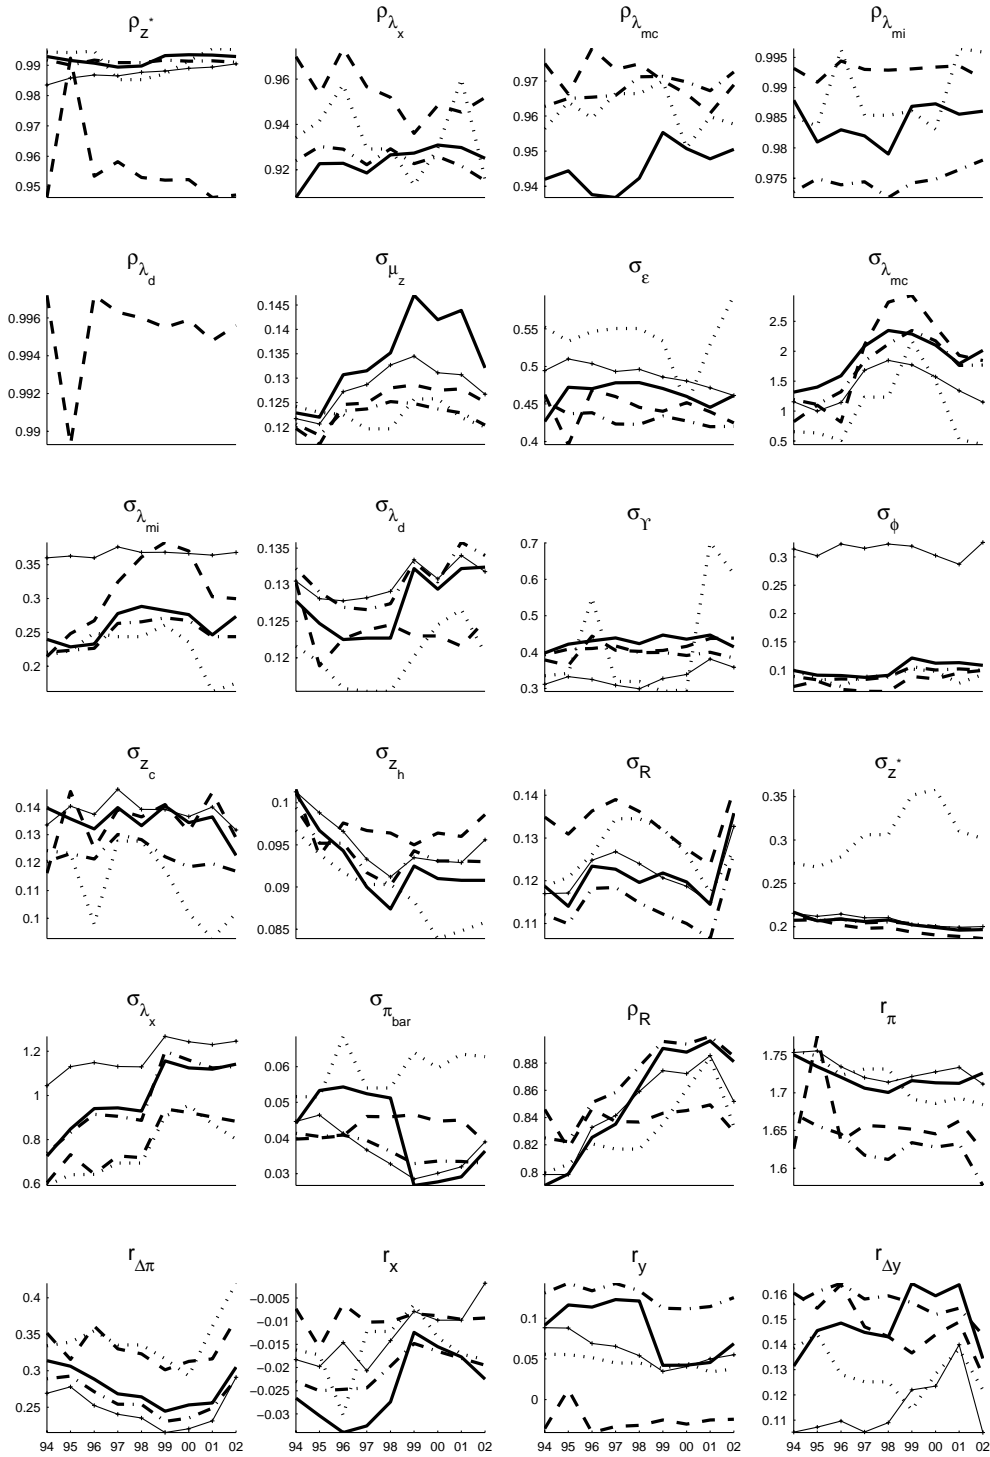 ρz* ρλx ρλmc ρλmi
0.99 0.98 0.97 0.96 0.95
0.96 0.94 0.92
0.97 0.96 0.95 0.94
0.995 0.99 0.985 0.98 0.975
ρλd σμz σε σλmc
0.996 0.994 0.992 0.99
0.145 0.14 0.135 0.13 0.125 0.12
0.55 0.5 0.45 0.4
2.5 2 1.5 1 0.5
σλmi σλd σϒ σϕ
0.35 0.3 0.25 0.2
0.135 0.13 0.125 0.12
0.7 0.6 0.5 0.4 0.3
0.3 0.2 0.1
σzc σzh σR σz*
0.14 0.13 0.12 0.11 0.1
0.1 0.095 0.09 0.085
0.14 0.13 0.12 0.11
0.35 0.3 0.25 0.2
σλx σπbar ρR rπ
1.2 1 0.8 0.6
0.06 0.05 0.04 0.03
0.88 0.86 0.84 0.82 0.8
1.75 1.7 1.65 1.6
rΔπ rx ry rΔy
0.4 0.35 0.3 0.25
−0.005 −0.01 −0.015 −0.02 −0.025 −0.03
0.1 0.05 0
0.16 0.15 0.14 0.13 0.12 0.11
94 95 96 97 98 99 00 01 02
94 95 96 97 98 99 00 01 02
94 95 96 97 98 99 00 01 02
94 95 96 97 98 99 00 01 02